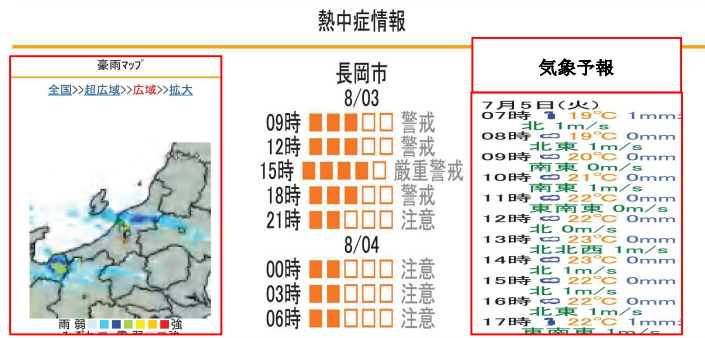 熱中症情報
豪雨マップ
全国>>超広域>>広域>>拡大
雨 弱 強
長岡市
8/03
09時 ■■■□□ 警戒
12時 ■■■□□ 警戒
15時 ■■■■□ 厳重警戒
18時 ■■■□□ 警戒
21時 ■■□□□ 注意
8/04
00時 ■■□□□ 注意
03時 ■■□□□ 注意
06時 ■■□□□ 注意
気象予報
7月5日(火)
07時 19℃ 1mm
北 1m/s
08時 19℃ 0mm
北東 1m/s
09時 20℃ 0mm
南東 0m/s
10時 21℃ 0mm
南東 1m/s
11時 22℃ 0mm
東南東 0m/s
12時 22℃ 0mm
北 0m/s
13時 23℃ 0mm
北北西 1m/s
14時 23℃ 0mm
北 1m/s
15時 22℃ 0mm
北 1m/s
16時 22℃ 0mm
北東 1m/s
17時 22℃ 1mm
東南東 1m/s